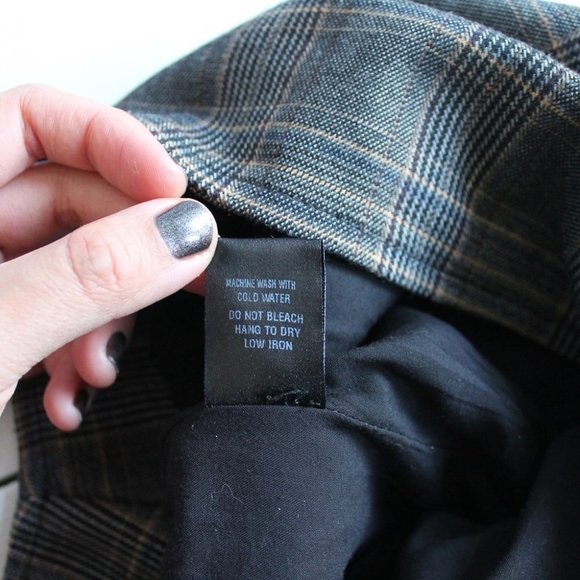 MACHINE WASH WITH
COLD WATER
DO NOT BLEACH
HANG TO DRY
LOW IRON